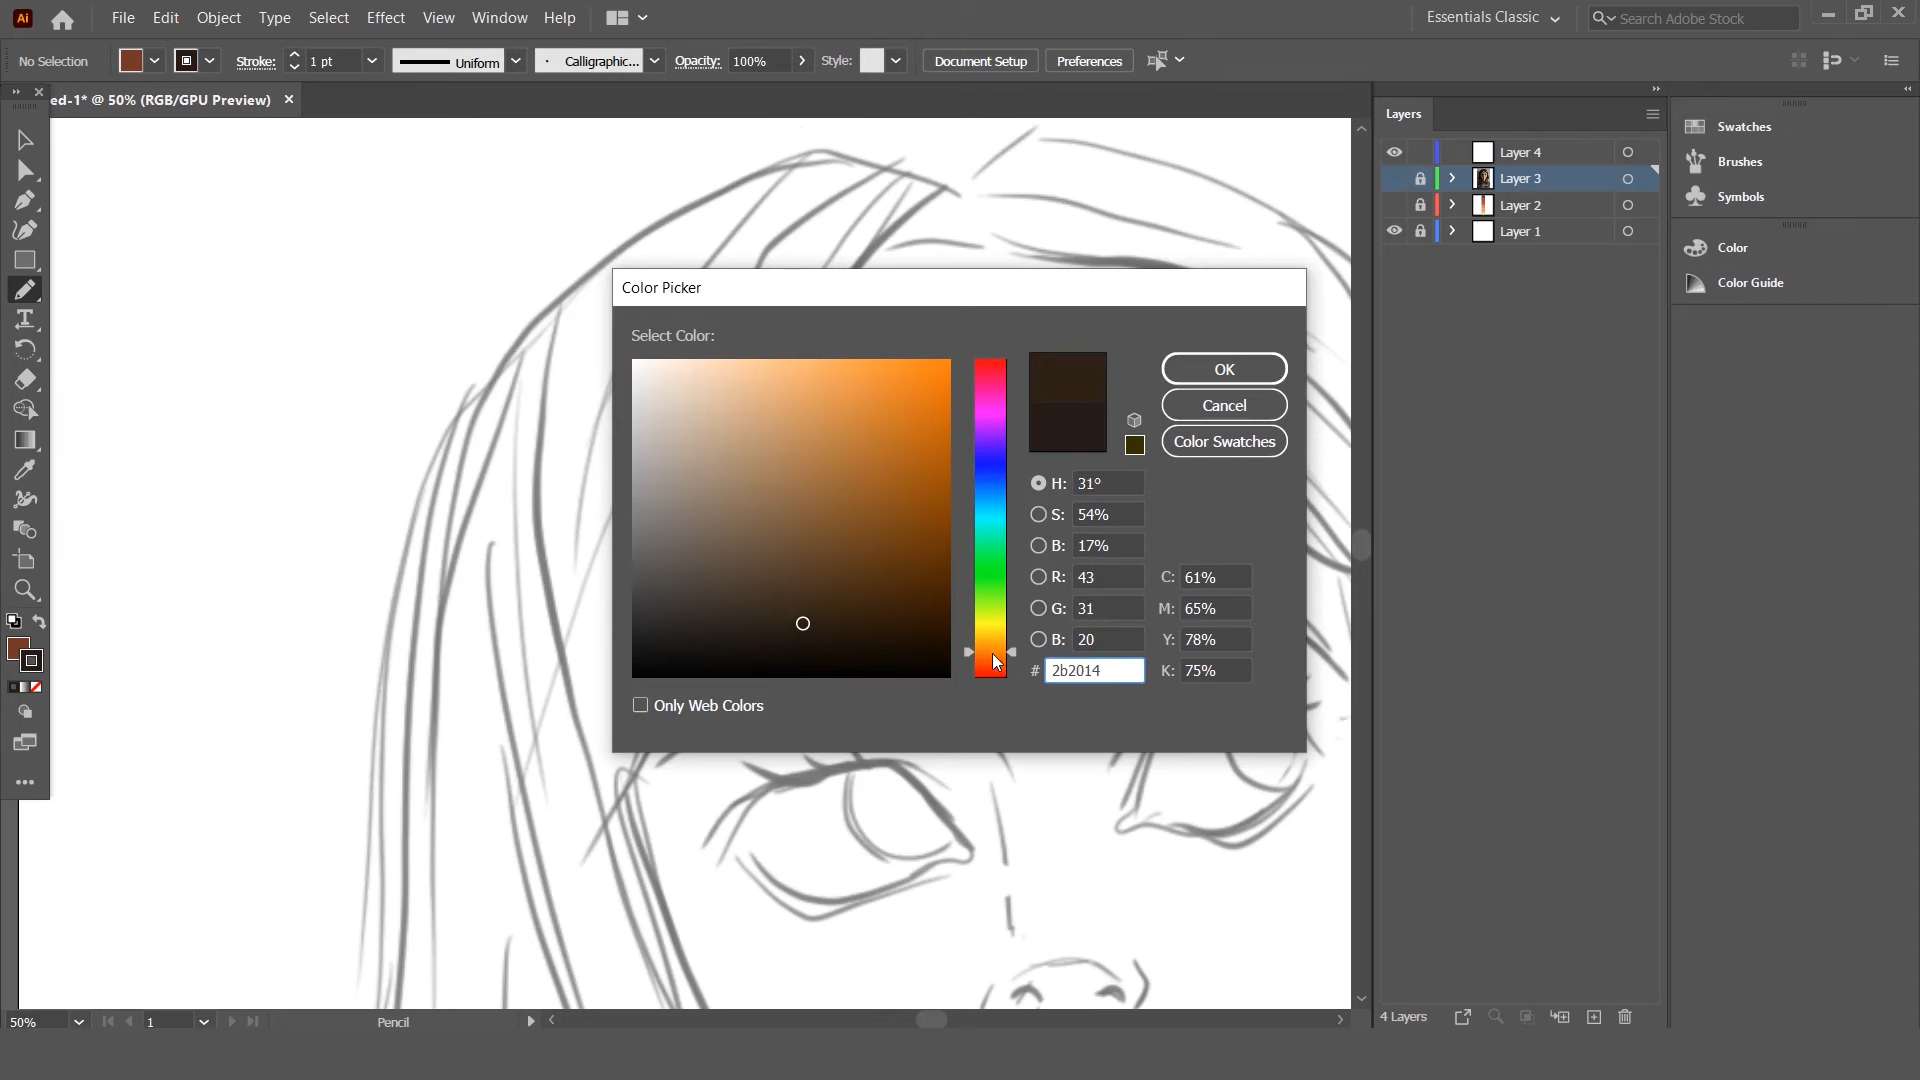 Ai File Edit Object Type Select Effect View Window Help Essentials Classic Search Adobe Stock
No Selection Stroke: 1 pt Uniform Calligraphic... Opacity: 100% Style: Document Setup Preferences
ed-1* @ 50% (RGB/GPU Preview)
Layers
Layer 4
Layer 3
Layer 2
Layer 1
Swatches
Brushes
Symbols
Color
Color Guide
Color Picker
Select Color:
OK
Cancel
Color Swatches
H: 31°
S: 54%
B: 17%
R: 43 C: 61%
G: 31 M: 65%
B: 20 Y: 78%
# 2b2014 K: 75%
Only Web Colors
50% 1 Pencil
4 Layers